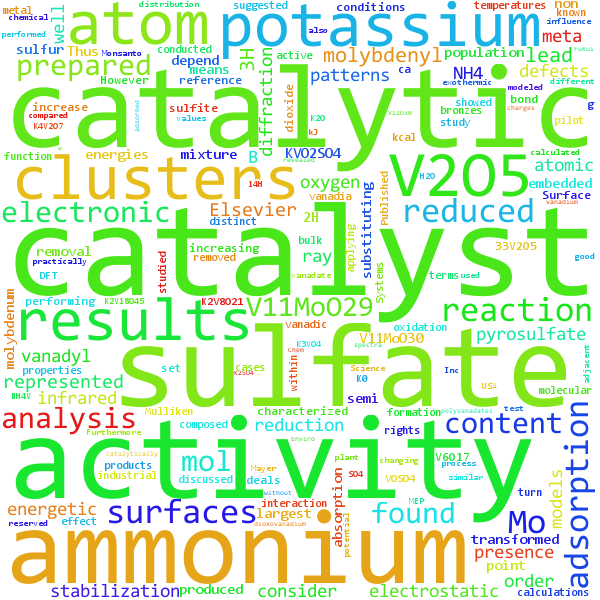 distribution
metal
chemical
performed
suggested
conditions
temperatures
non
known
influence
atom
potassium
Thus
sulfur
well
conducted
Monsanto
molybdenyl
meta
also
prepared
However
depend
3H
active
population
lead
means
reference
patterns
ca
NH4
exothermic
different
defects
catalytic
increase
sulfite
diffraction
dioxide
K2O
modeled
bond
g
compared
K4V2O7
values
kJ
bronzes
charges
pilot
showed
study
kcal
calculated
function
energies
mixture
B
KVO2SO4
revealed
atomic
clusters
14H
oxygen
vanadia
Published
V2O5
H2O
embedded
Surface
vanadium
electronic
Elsevier
2H
substituting
reduced
distinct
increasing
bulk
applying
33V2O5
good
catalyst
removal
practically
removed
studied
ray
vanadate
Systems
terms
used
DFT
K2V18O45
K2V8O21
performing
results
V11MoO29
reaction
molybdenum
vanadic
oxidation
vanadyl
K3V04
V11MoO30
pyrosulfate
properties
set
cases
within
spectra
Science
Inc
adjacent
represented
K2SO4
K0
molecular
NH4V
infrared
sulfate
USA
semi
analysis
Mulliken
characterized
formation
polyvanadates
test
composed
reduction
rights
content
furthermore
catalytically
Enviro
plant
changing
V6O17
process
products
mol
Mayer
SO4
industrial
discussed
deals
VOSO4
similar
activity
without
MEP
turn
models
adsorption
energetic
surfaces
interaction
absorption
found
Mo
reserved
effect
largest
dioxovanadium
potential
transformed
presence
point
ammonium
order
stabilization
produced
consider
electrostatic
calculations